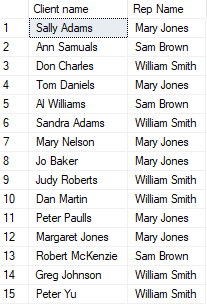 Client name Rep Name
1 Sally Adams Mary Jones
2 Ann Samuals Sam Brown
3 Don Charles William Smith
4 Tom Daniels Mary Jones
5 Al Williams Sam Brown
6 Sandra Adams William Smith
7 Mary Nelson Mary Jones
8 Jo Baker Mary Jones
9 Judy Roberts William Smith
10 Dan Martin William Smith
11 Peter Paulls Mary Jones
12 Margaret Jones Mary Jones
13 Robert McKenzie Sam Brown
14 Greg Johnson William Smith
15 Peter Yu William Smith